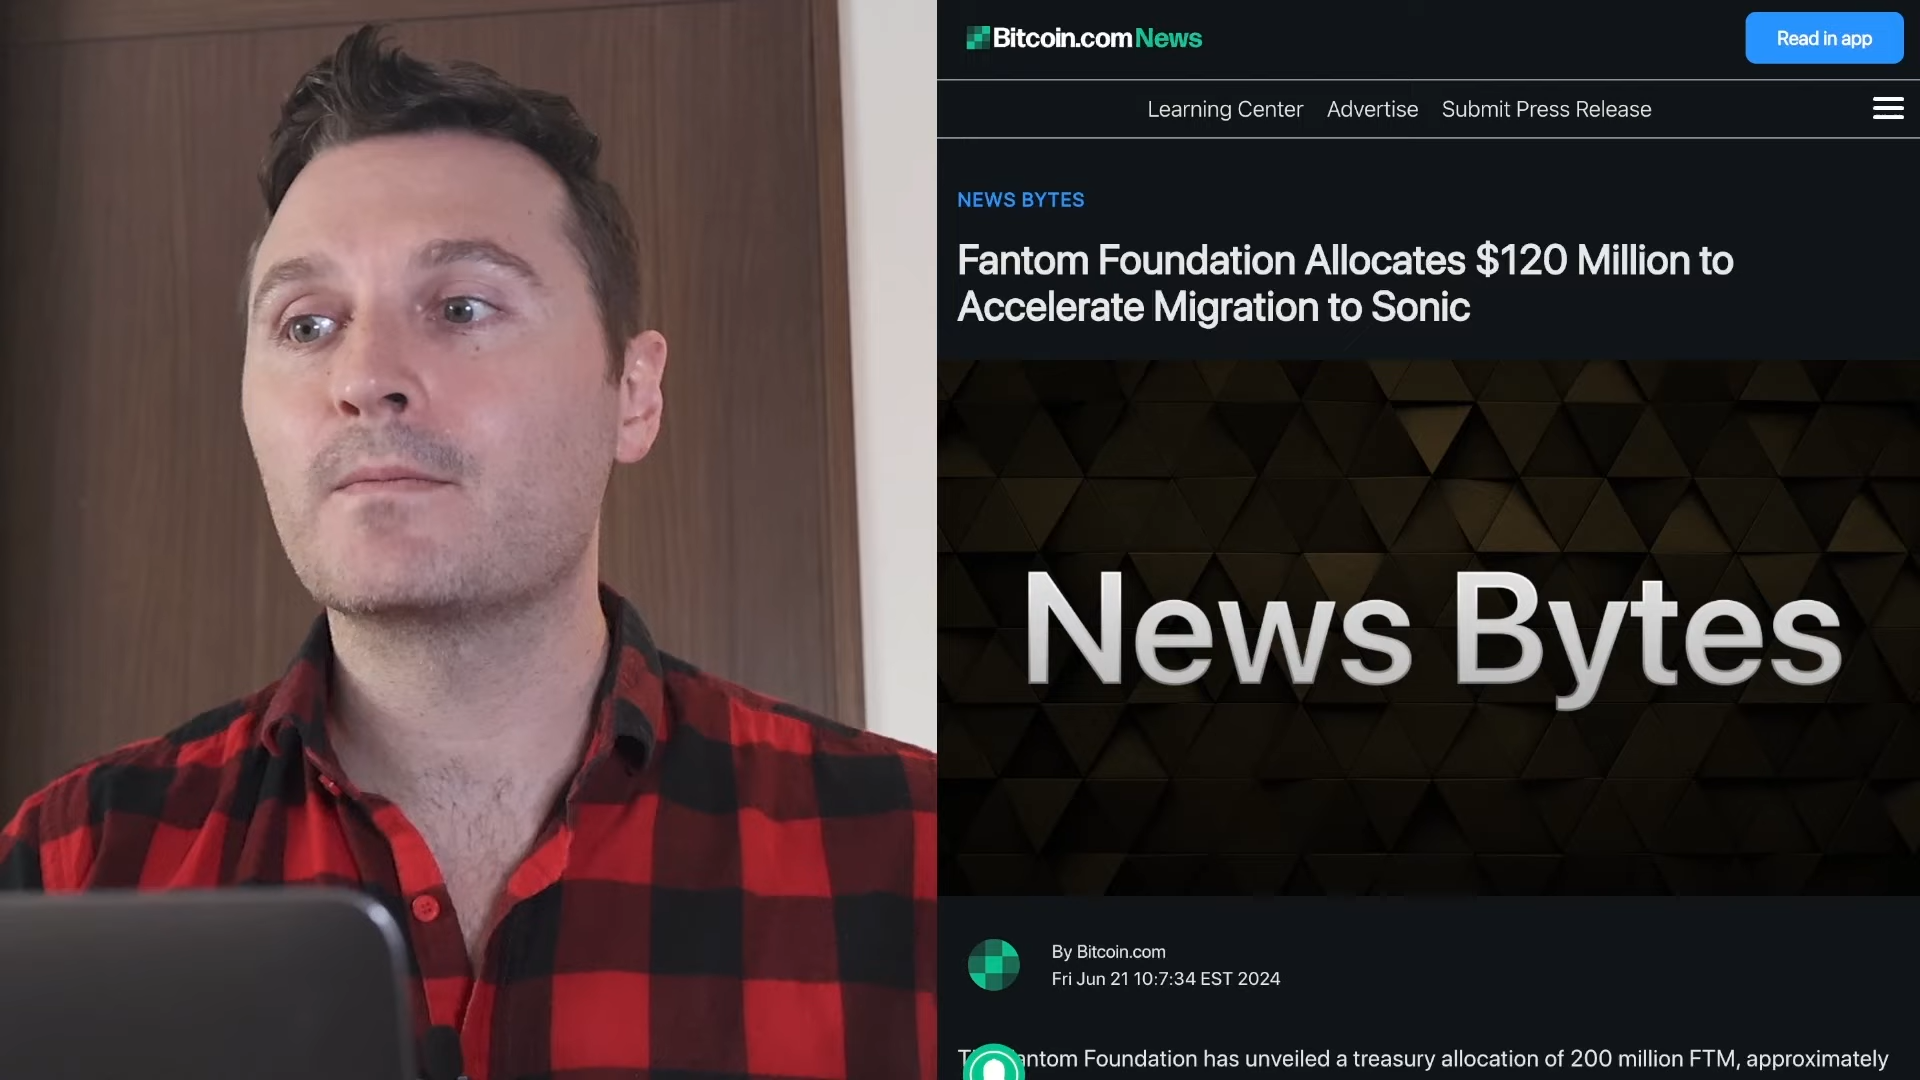 Bitcoin.com News
Read in app
Learning Center Advertise Submit Press Release
NEWS BYTES
Fantom Foundation Allocates $120 Million to
Accelerate Migration to Sonic
News Bytes
By Bitcoin.com
Fri Jun 21 10:7:34 EST 2024
antom Foundation has unveiled a treasury allocation of 200 million FTM, approximately